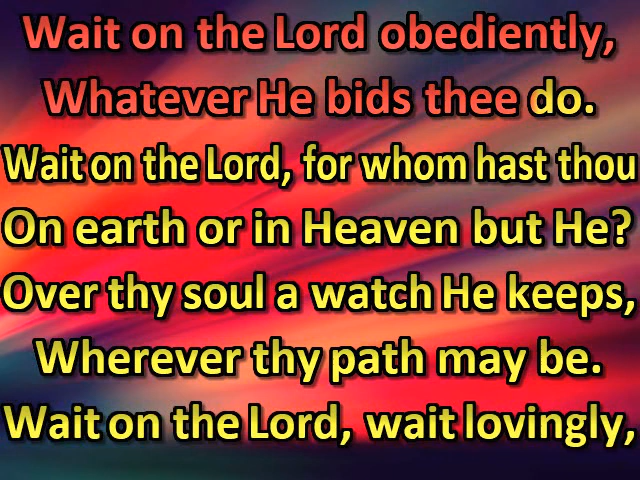 Wait on the Lord obediently,
Whatever He bids thee do.
Wait on the Lord, for whom hast thou
On earth or in Heaven but He?
Over thy soul a watch He keeps,
Wherever thy path may be.
Wait on the Lord, wait lovingly,